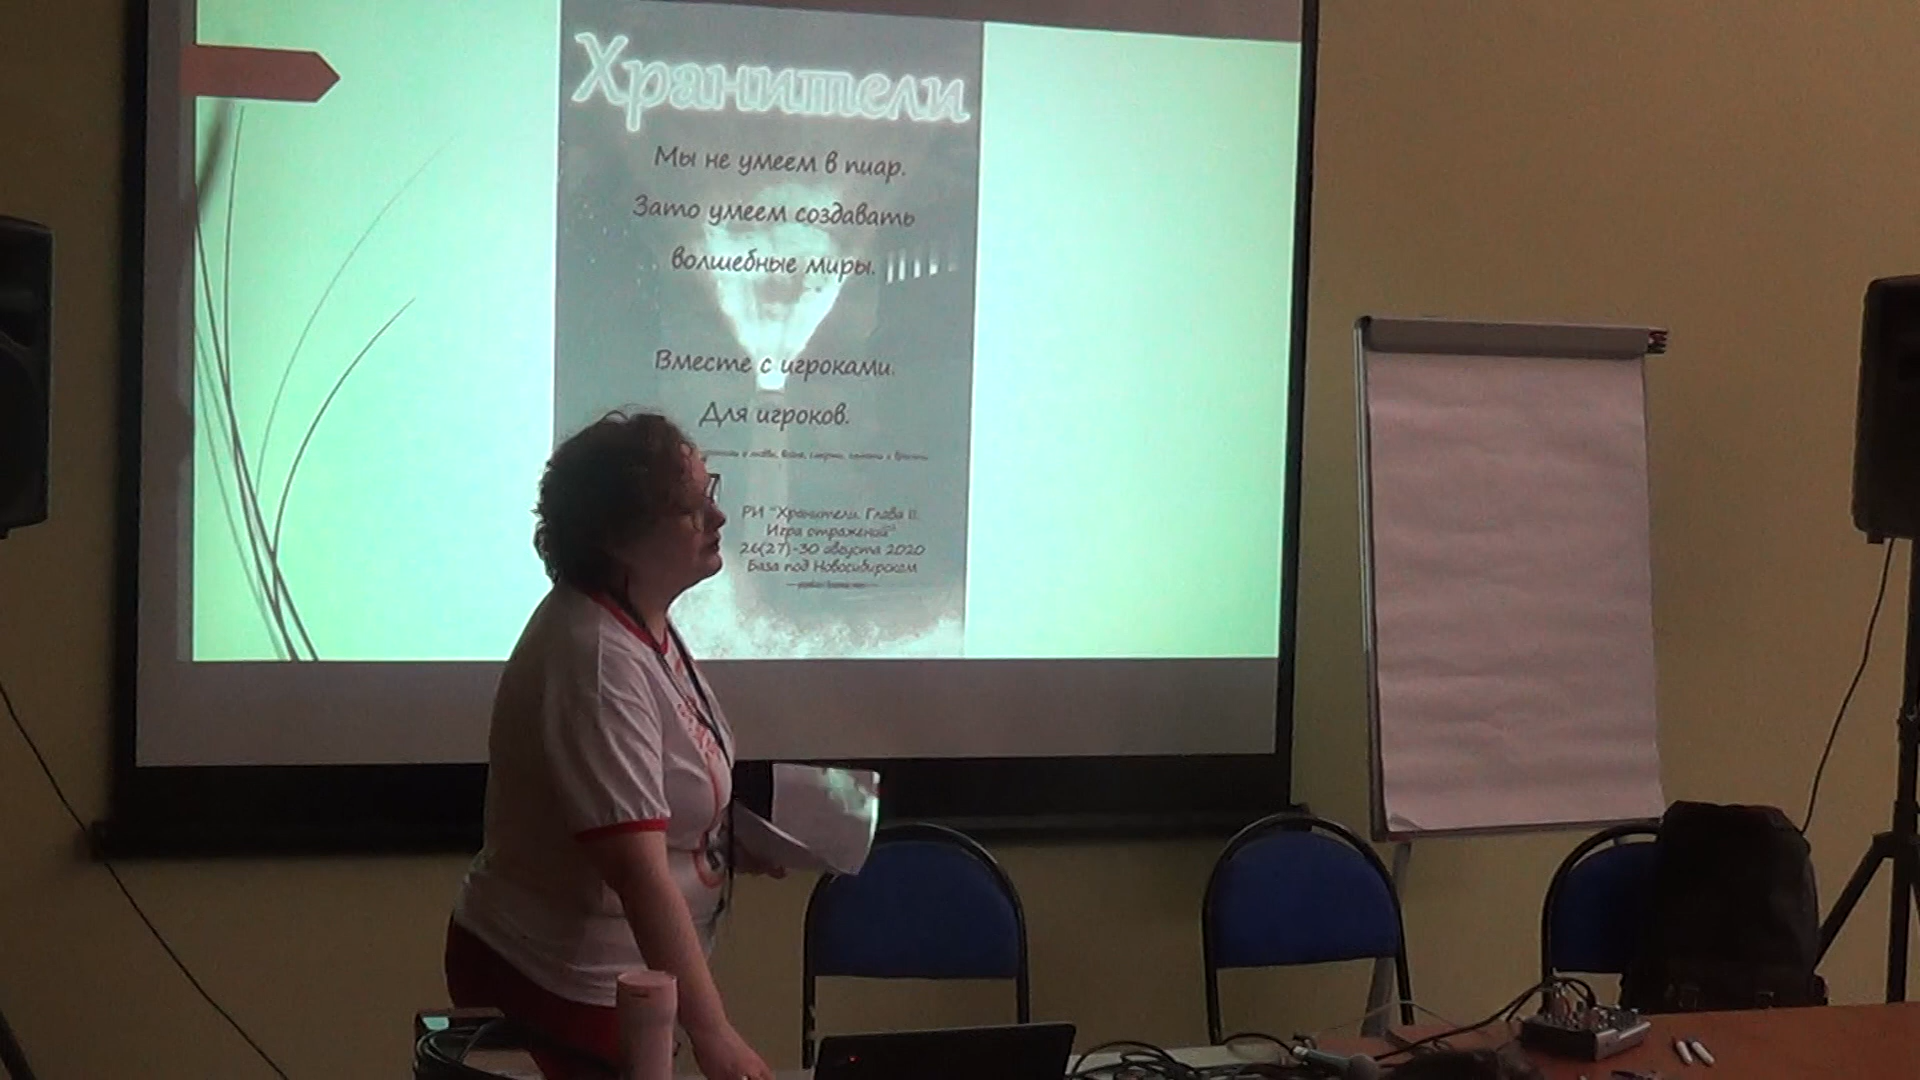 Хранители
Мы не умеем в пиар.
Зато умеем создавать
волшебные миры.
Вместе с игроками.
Для игроков.
РИ "Хранители. Глава II.
Игра отражений"
26(27)-30 августа 2020
База под Новосибирском